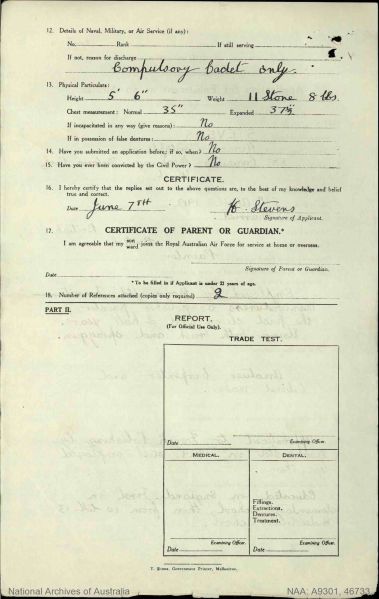 12. Details of Naval, Military, or Air Service (if any):
No. Rank If still serving
If not, reason for discharge
Compulsory Cadet only.
13. Physical Particulars:
Height 5' 6" Weight 11 Stone 8 lbs.
Chest measurement: Normal 35" Expanded 37½
If incapacitated in any way (give reasons): No
If in possession of false dentures: No
14. Have you submitted an application before; if so, when? No
15. Have you ever been convicted by the Civil Power? No
CERTIFICATE.
16. I hereby certify that the replies set out to the above questions are, to the best of my knowledge and belief
true and correct.
Date June 7TH H. Stevens
Signature of Applicant.
17. CERTIFICATE OF PARENT OR GUARDIAN.*
I am agreeable that my son
ward joins the Royal Australian Air Force for service at home or overseas.
Signature of Parent or Guardian.
Date
*To be filled in if Applicant is under 21 years of age.
18. Number of References attached (copies only required) 2
PART II.
REPORT.
(For Official Use Only).
TRADE TEST.
Date Examining Officer.
MEDICAL. DENTAL.
Fillings.
Extractions.
Dentures.
Treatment.
Examining Officer. Examining Officer.
Date Date
Government Printer, Melbourne.
National Archives of Australia NAA: A9301, 46733